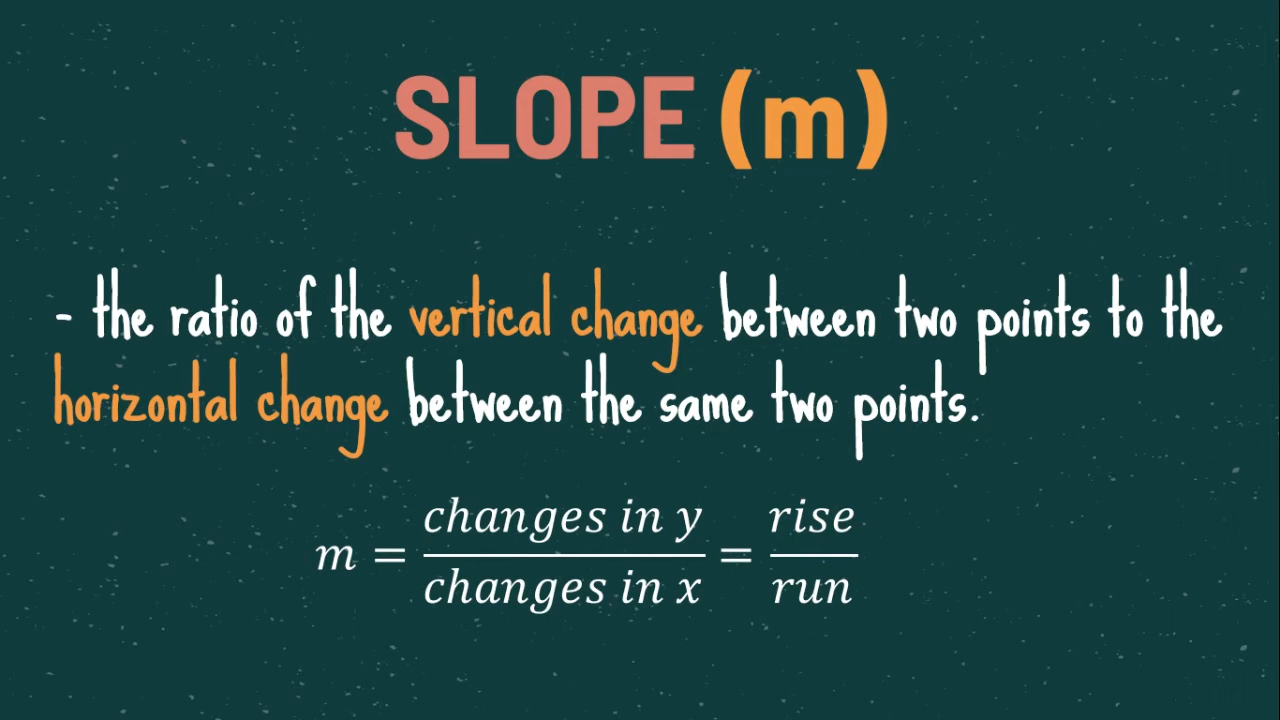 SLOPE (m)
- the ratio of the vertical change between two points to the
horizontal change between the same two points.
m = changes in y / changes in x = rise / run